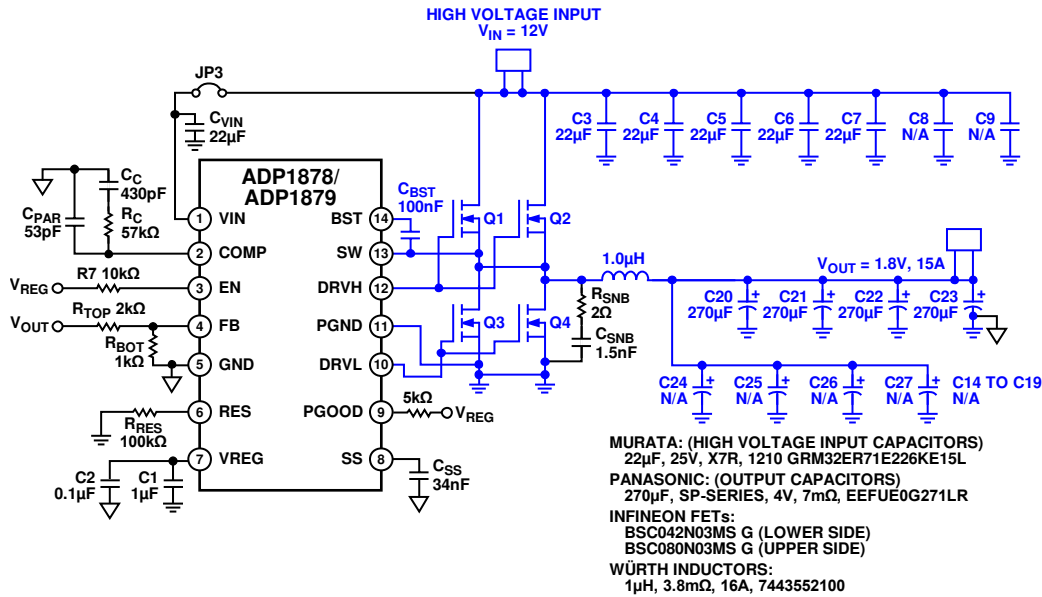 HIGH VOLTAGE INPUT
VIN = 12V
JP3
CVIN
22µF
C3
22µF
C4
22µF
C5
22µF
C6
22µF
C7
22µF
C8
N/A
C9
N/A
ADP1878/
ADP1879
CC
430pF
CPAR
53pF
RC
57kΩ
CBST
100nF
1 VIN
2 COMP
3 EN
4 FB
5 GND
6 RES
7 VREG
BST 14
SW 13
DRVH 12
PGND 11
DRVL 10
PGOOD 9
SS 8
Q1
Q2
Q3
Q4
VREG
R7 10kΩ
VOUT
RTOP 2kΩ
RBOT
1kΩ
RRES
100kΩ
C2
0.1µF
C1
1µF
5kΩ
VREG
CSS
34nF
1.0µH
RSNB
2Ω
CSNB
1.5nF
VOUT = 1.8V, 15A
C20 +
270µF
C21 +
270µF
C22 +
270µF
C23 +
270µF
C24 +
N/A
C25 +
N/A
C26 +
N/A
C27 +
N/A
C14 TO C19
N/A
MURATA: (HIGH VOLTAGE INPUT CAPACITORS)
22µF, 25V, X7R, 1210 GRM32ER71E226KE15L
PANASONIC: (OUTPUT CAPACITORS)
270µF, SP-SERIES, 4V, 7mΩ, EEFUE0G271LR
INFINEON FETs:
BSC042N03MS G (LOWER SIDE)
BSC080N03MS G (UPPER SIDE)
WÜRTH INDUCTORS:
1µH, 3.8mΩ, 16A, 7443552100